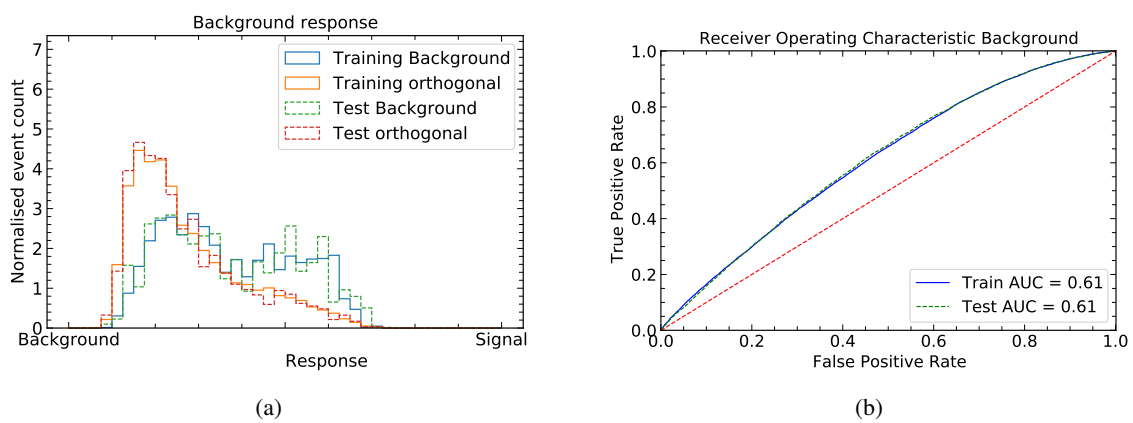 Background response
Normalised event count
7
6
5
4
3
2
1
0
Training Background
Training orthogonal
Test Background
Test orthogonal
Background
Signal
Response
(a)
Receiver Operating Characteristic Background
True Positive Rate
1.0
0.8
0.6
0.4
0.2
0.0
Train AUC = 0.61
Test AUC = 0.61
0.0 0.2 0.4 0.6 0.8 1.0
False Positive Rate
(b)